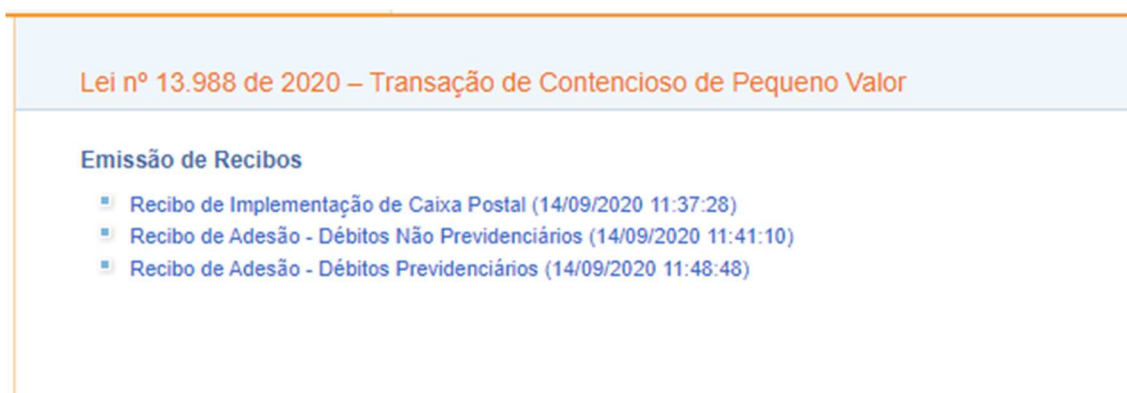 Lei nº 13.988 de 2020 – Transação de Contencioso de Pequeno Valor
Emissão de Recibos
Recibo de Implementação de Caixa Postal (14/09/2020 11:37:28)
Recibo de Adesão - Débitos Não Previdenciários (14/09/2020 11:41:10)
Recibo de Adesão - Débitos Previdenciários (14/09/2020 11:48:48)